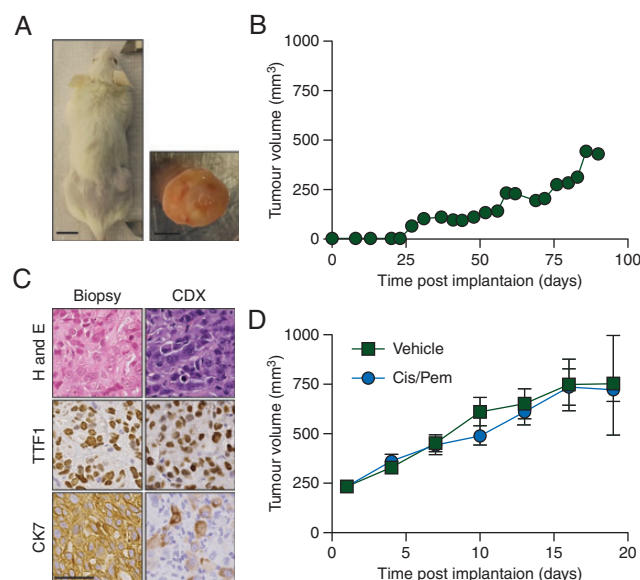 A
B
Tumour volume (mm³)
1000
750
500
250
0
0 25 50 75 100
Time post implantaion (days)
C
Biopsy CDX
H and E
TTF1
CK7
D
Vehicle
Cis/Pem
Tumour volume (mm³)
1000
750
500
250
0
0 5 10 15 20
Time post implantaion (days)